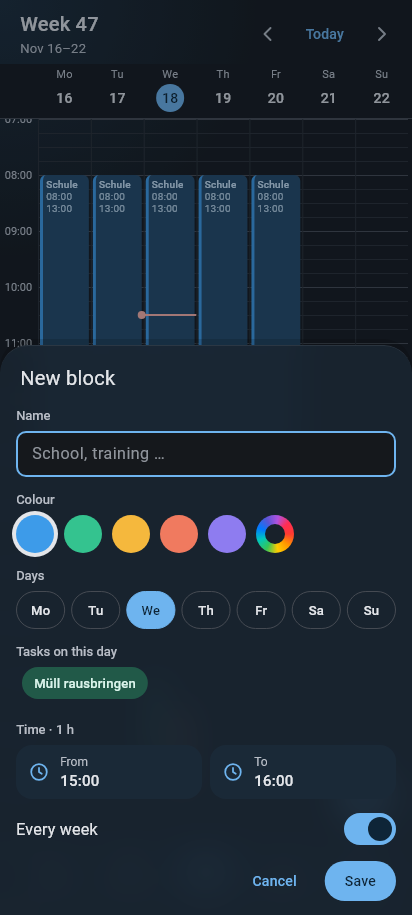 Week 47
Nov 16–22
Today
Mo Tu We Th Fr Sa Su
16 17 18 19 20 21 22
07:00
08:00
Schule Schule Schule Schule Schule
08:00 08:00 08:00 08:00 08:00
13:00 13:00 13:00 13:00 13:00
09:00
10:00
11:00
New block
Name
School, training …
Colour
Days
Mo Tu We Th Fr Sa Su
Tasks on this day
Müll rausbringen
Time · 1 h
From To
15:00 16:00
Every week
Cancel Save